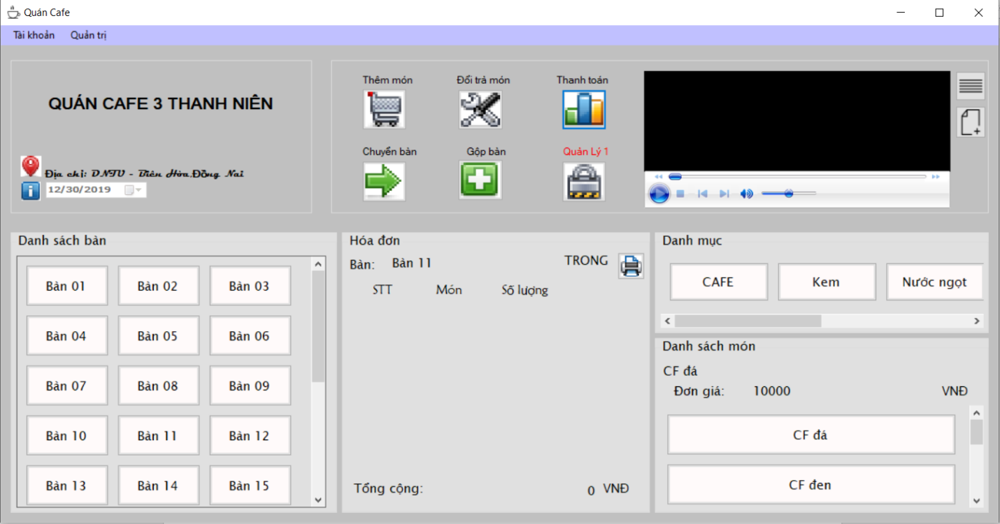 Quán Cafe
Tài khoản Quản trị
QUÁN CAFE 3 THANH NIÊN
Địa chỉ: DNTU - Biên Hòa,Đồng Nai
12/30/2019
Thêm món Đổi trả món Thanh toán
Chuyển bàn Gộp bàn Quản Lý 1
Danh sách bàn
Bàn 01 Bàn 02 Bàn 03
Bàn 04 Bàn 05 Bàn 06
Bàn 07 Bàn 08 Bàn 09
Bàn 10 Bàn 11 Bàn 12
Bàn 13 Bàn 14 Bàn 15
Hóa đơn
Bàn: Bàn 11 TRONG
STT Món Số lượng
Tổng cộng: 0 VNĐ
Danh mục
CAFE Kem Nước ngọt
Danh sách món
CF đá
Đơn giá: 10000 VNĐ
CF đá
CF đen